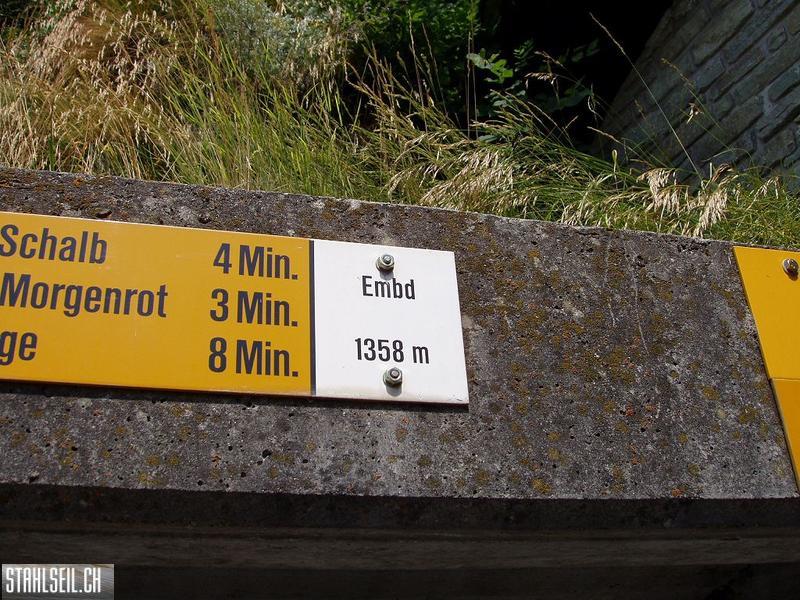 Schalb 4 Min.
Morgenrot 3 Min.
ge 8 Min.
Embd
1358 m
STAHLSEIL.CH